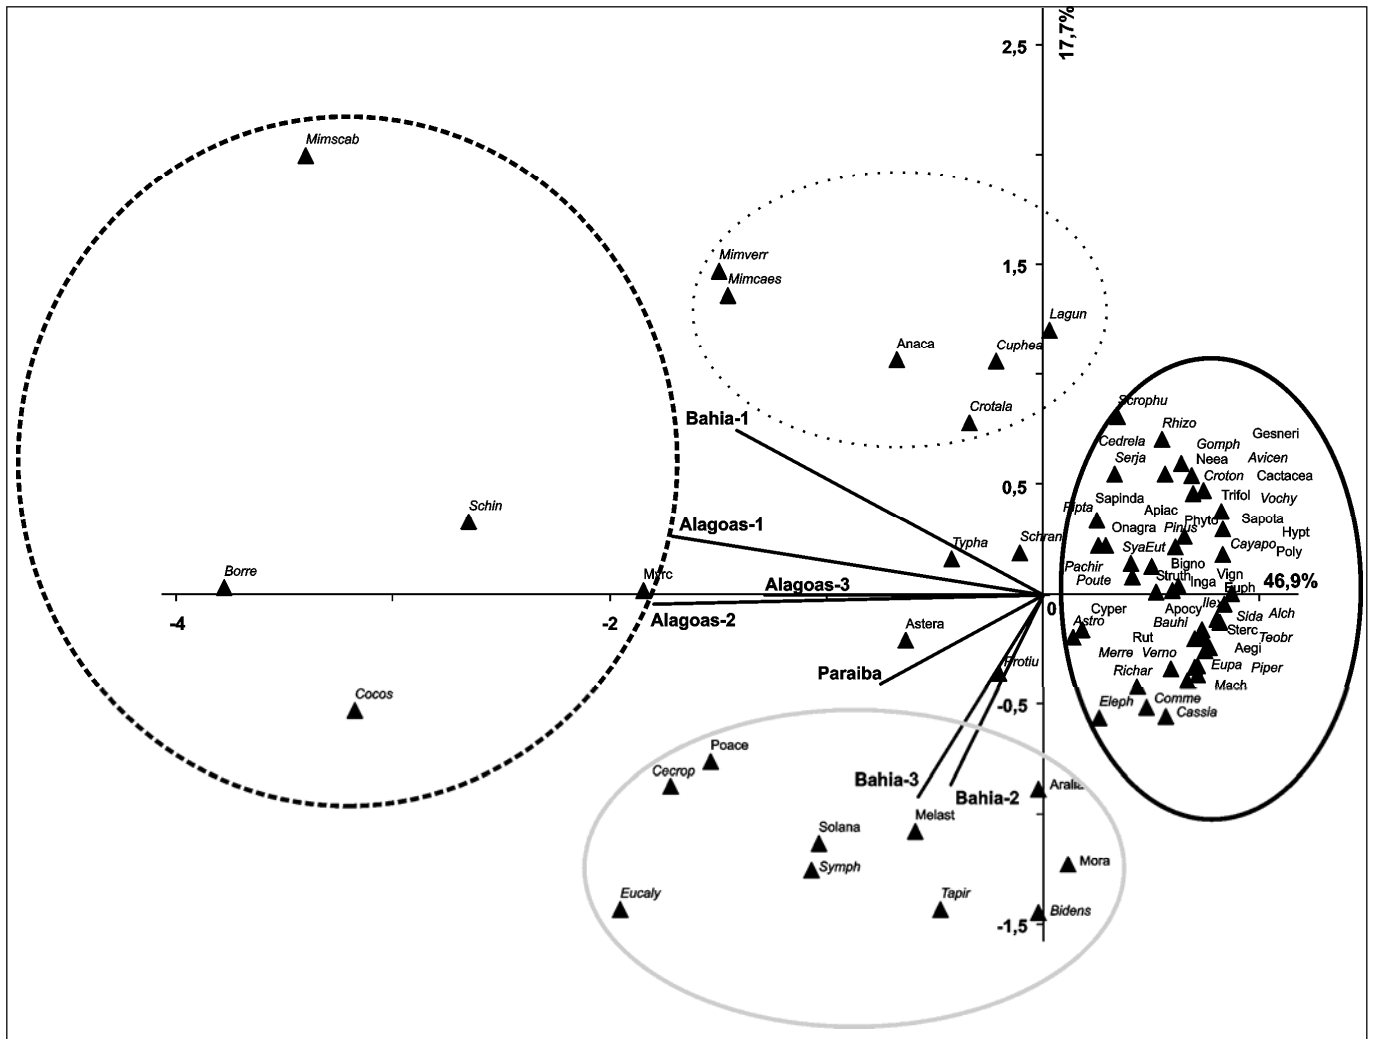 17,7%
2,5
Mimscab
Mimverr
1,5
Mimcaes
Lagun
Anaca
Cuphea
Scrophu
Crotala
Bahia-1
Rhizo
Gesneri
Cedrela
Gomph
Serja
Neea
Avicen
Croton
Cactacea
0,5
Schin
Ripta
Sapinda
Trifol
Vochy
Apiac
Alagoas-1
Onagra
Pinus
Phyto
Sapota
Hypt
Typha
Schran
SyaEut
Cayapo
Poly
Borre
Myrc
Pachir
Bigno
Alagoas-3
Poute
Struth
Inga
Vign
46,9%
Euph
-4
-2
0
Alagoas-2
Cyper
Apocy
Ilex
Sida
Alch
Astera
Astro
Bauhi
Sterc
Rut
Teobr
Merre
Verno
Aegi
Paraiba
Protiu
Richar
Eupa
Piper
Mach
Cocos
Eleph
Comme
-0,5
Cassia
Poace
Cecrop
Bahia-3
Aralia
Bahia-2
Melast
Solana
Symph
Mora
Eucaly
Tapir
Bidens
-1,5